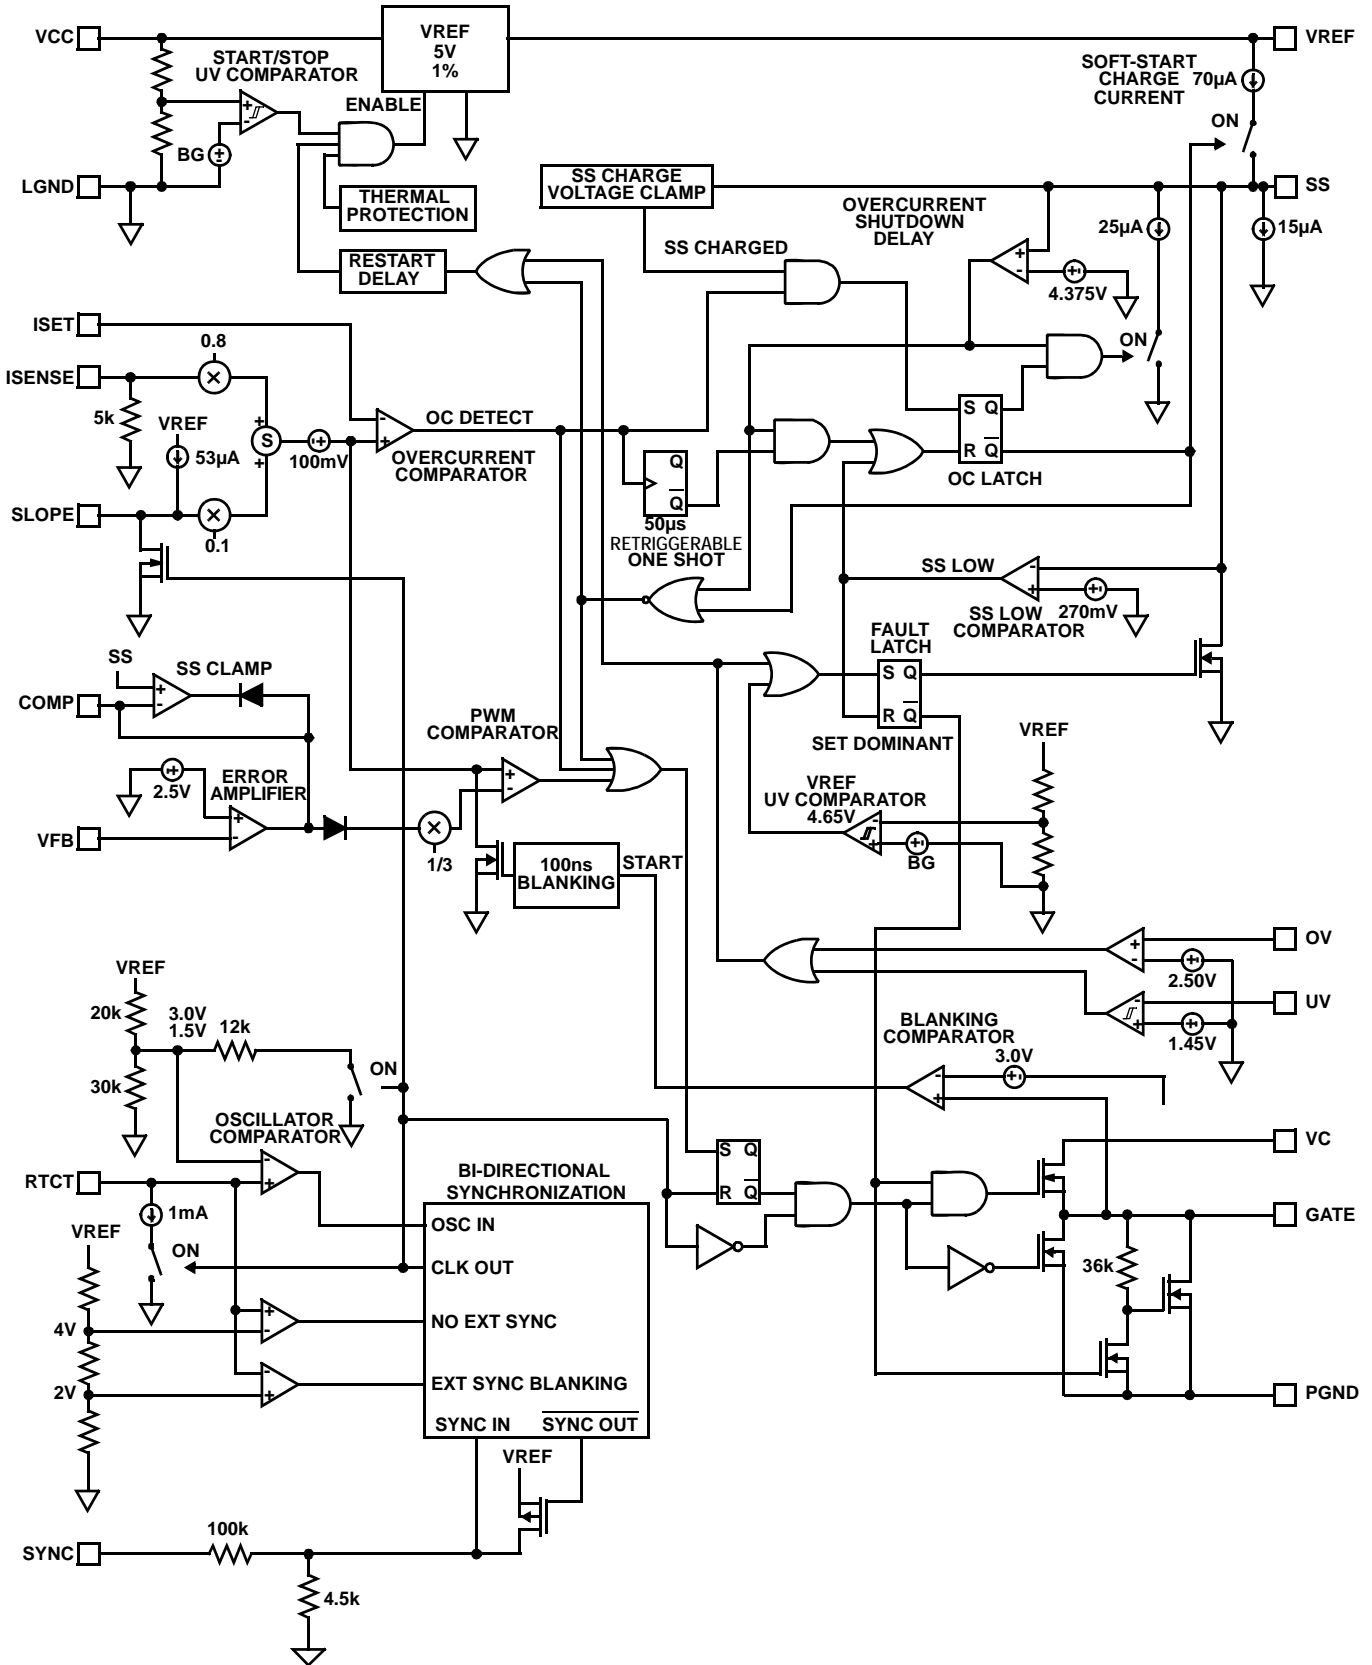 VCC
VREF
5V
1%
VREF
START/STOP
UV COMPARATOR
ENABLE
SOFT-START
CHARGE
CURRENT
70µA
ON
BG
LGND
THERMAL
PROTECTION
SS CHARGE
VOLTAGE CLAMP
SS
OVERCURRENT
SHUTDOWN
DELAY
25µA
15µA
RESTART
DELAY
SS CHARGED
+
-
4.375V
ISET
0.8
ON
ISENSE
5k
VREF
53µA
+
S
+
100mV
-
+
OC DETECT
OVERCURRENT
COMPARATOR
S Q
R Q
OC LATCH
Q
Q
50µs
RETRIGGERABLE
ONE SHOT
SLOPE
0.1
SS LOW
-
+
SS LOW
COMPARATOR
270mV
FAULT
LATCH
S Q
R Q
SET DOMINANT
SS
SS CLAMP
+
-
COMP
PWM
COMPARATOR
+
-
VREF
2.5V
ERROR
AMPLIFIER
+
-
VFB
1/3
VREF
UV COMPARATOR
4.65V
-
+
BG
100ns
BLANKING
START
OV
+
-
2.50V
UV
-
+
1.45V
VREF
20k
3.0V
1.5V
12k
30k
ON
BLANKING
COMPARATOR
3.0V
-
+
OSCILLATOR
COMPARATOR
-
+
RTCT
1mA
VREF
ON
4V
+
-
2V
-
+
BI-DIRECTIONAL
SYNCHRONIZATION
OSC IN
CLK OUT
NO EXT SYNC
EXT SYNC BLANKING
SYNC IN
SYNC OUT
S Q
R Q
VC
GATE
36k
PGND
VREF
SYNC
100k
4.5k